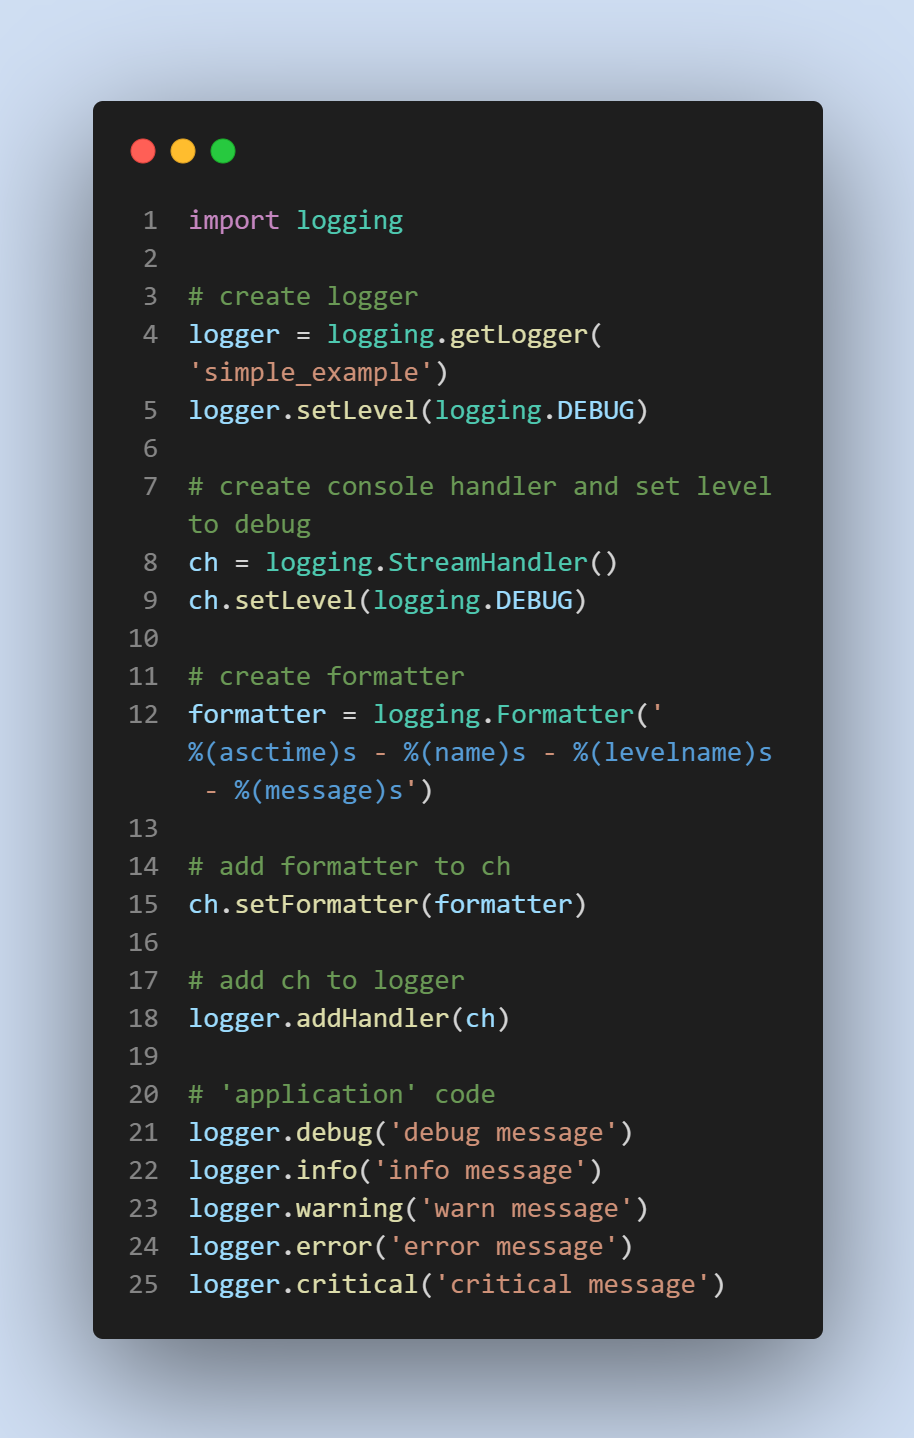 1 import logging
2
3 # create logger
4 logger = logging.getLogger(
'simple_example')
5 logger.setLevel(logging.DEBUG)
6
7 # create console handler and set level
to debug
8 ch = logging.StreamHandler()
9 ch.setLevel(logging.DEBUG)
10
11 # create formatter
12 formatter = logging.Formatter('
%(asctime)s - %(name)s - %(levelname)s
 - %(message)s')
13
14 # add formatter to ch
15 ch.setFormatter(formatter)
16
17 # add ch to logger
18 logger.addHandler(ch)
19
20 # 'application' code
21 logger.debug('debug message')
22 logger.info('info message')
23 logger.warning('warn message')
24 logger.error('error message')
25 logger.critical('critical message')